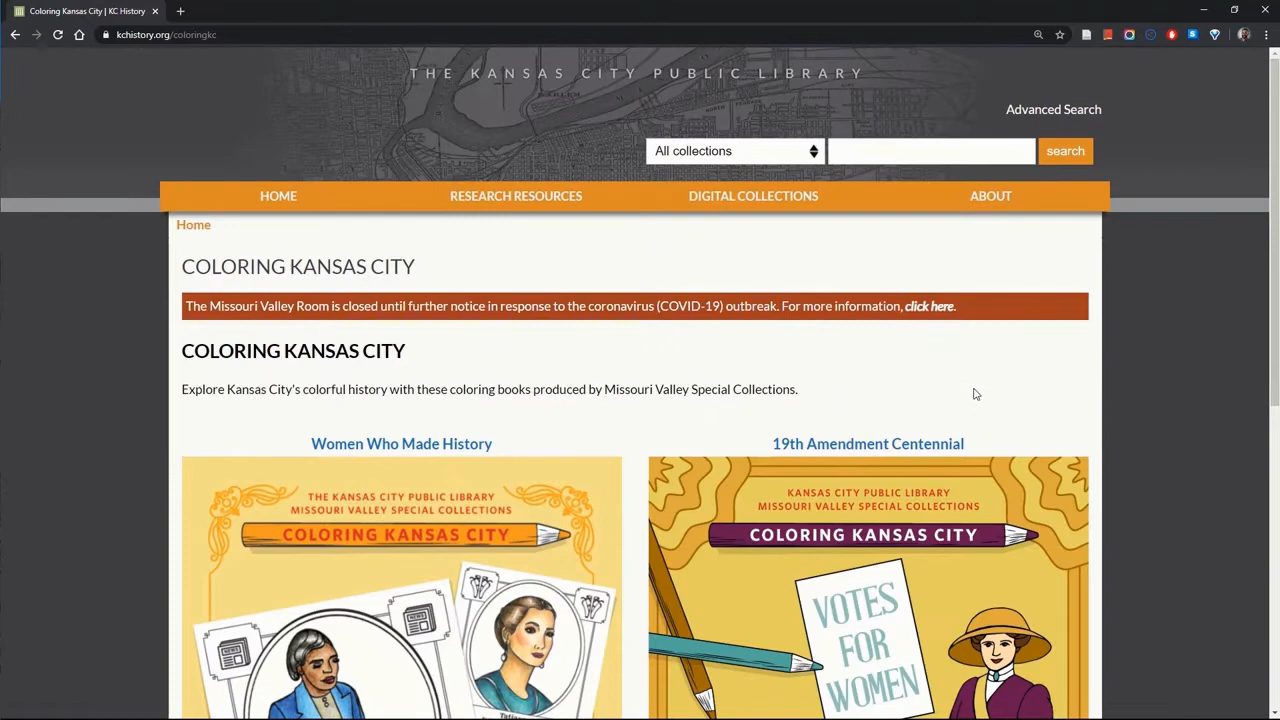 Coloring Kansas City | KC History
kchistory.org/coloringkc
THE KANSAS CITY PUBLIC LIBRARY
Advanced Search
All collections
search
HOME
RESEARCH RESOURCES
DIGITAL COLLECTIONS
ABOUT
Home
COLORING KANSAS CITY
The Missouri Valley Room is closed until further notice in response to the coronavirus (COVID-19) outbreak. For more information, click here.
COLORING KANSAS CITY
Explore Kansas City's colorful history with these coloring books produced by Missouri Valley Special Collections.
Women Who Made History
THE KANSAS CITY PUBLIC LIBRARY
MISSOURI VALLEY SPECIAL COLLECTIONS
COLORING KANSAS CITY
19th Amendment Centennial
KANSAS CITY PUBLIC LIBRARY
MISSOURI VALLEY SPECIAL COLLECTIONS
COLORING KANSAS CITY
VOTES
FOR
WOMEN